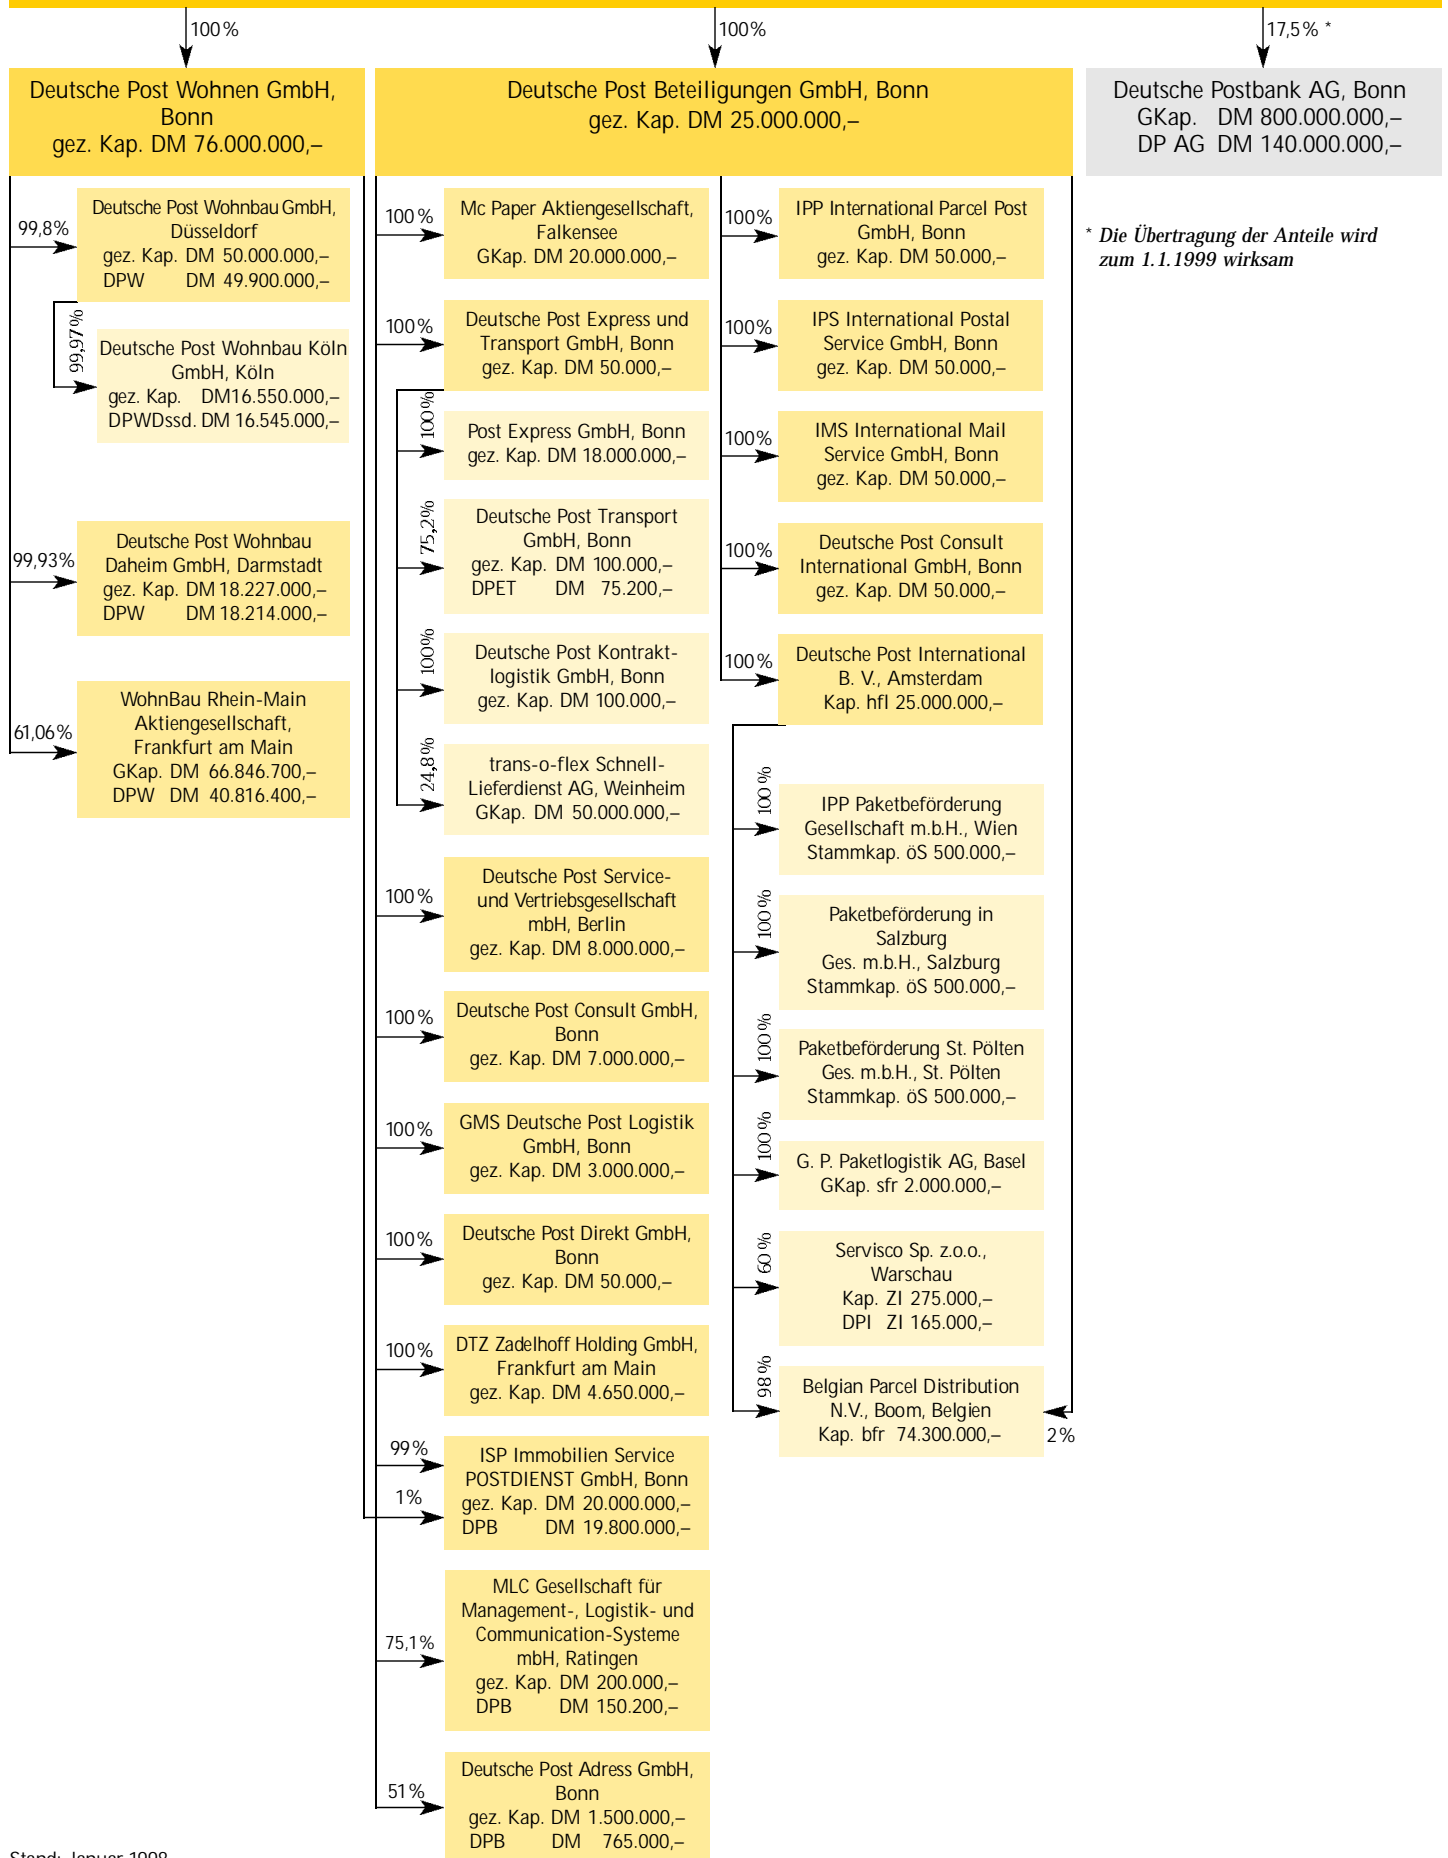 100%
100%
17,5% *
Deutsche Post Wohnen GmbH,
Bonn
gez. Kap. DM 76.000.000,–
Deutsche Post Beteiligungen GmbH, Bonn
gez. Kap. DM 25.000.000,–
Deutsche Postbank AG, Bonn
GKap. DM 800.000.000,–
DP AG DM 140.000.000,–
* Die Übertragung der Anteile wird
zum 1.1.1999 wirksam
99,8%
Deutsche Post Wohnbau GmbH,
Düsseldorf
gez. Kap. DM 50.000.000,–
DPW DM 49.900.000,–
99,97%
Deutsche Post Wohnbau Köln
GmbH, Köln
gez. Kap. DM16.550.000,–
DPWDssd. DM 16.545.000,–
99,93%
Deutsche Post Wohnbau
Daheim GmbH, Darmstadt
gez. Kap. DM 18.227.000,–
DPW DM 18.214.000,–
61,06%
WohnBau Rhein-Main
Aktiengesellschaft,
Frankfurt am Main
GKap. DM 66.846.700,–
DPW DM 40.816.400,–
100%
Mc Paper Aktiengesellschaft,
Falkensee
GKap. DM 20.000.000,–
100%
Deutsche Post Express und
Transport GmbH, Bonn
gez. Kap. DM 50.000,–
100%
Post Express GmbH, Bonn
gez. Kap. DM 18.000.000,–
75,2%
Deutsche Post Transport
GmbH, Bonn
gez. Kap. DM 100.000,–
DPET DM 75.200,–
100%
Deutsche Post Kontrakt-
logistik GmbH, Bonn
gez. Kap. DM 100.000,–
24,8%
trans-o-flex Schnell-
Lieferdienst AG, Weinheim
GKap. DM 50.000.000,–
100%
Deutsche Post Service-
und Vertriebsgesellschaft
mbH, Berlin
gez. Kap. DM 8.000.000,–
100%
Deutsche Post Consult GmbH,
Bonn
gez. Kap. DM 7.000.000,–
100%
GMS Deutsche Post Logistik
GmbH, Bonn
gez. Kap. DM 3.000.000,–
100%
Deutsche Post Direkt GmbH,
Bonn
gez. Kap. DM 50.000,–
100%
DTZ Zadelhoff Holding GmbH,
Frankfurt am Main
gez. Kap. DM 4.650.000,–
99%
1%
ISP Immobilien Service
POSTDIENST GmbH, Bonn
gez. Kap. DM 20.000.000,–
DPB DM 19.800.000,–
75,1%
MLC Gesellschaft für
Management-, Logistik- und
Communication-Systeme
mbH, Ratingen
gez. Kap. DM 200.000,–
DPB DM 150.200,–
51%
Deutsche Post Adress GmbH,
Bonn
gez. Kap. DM 1.500.000,–
DPB DM 765.000,–
100%
IPP International Parcel Post
GmbH, Bonn
gez. Kap. DM 50.000,–
100%
IPS International Postal
Service GmbH, Bonn
gez. Kap. DM 50.000,–
100%
IMS International Mail
Service GmbH, Bonn
gez. Kap. DM 50.000,–
100%
Deutsche Post Consult
International GmbH, Bonn
gez. Kap. DM 50.000,–
100%
Deutsche Post International
B. V., Amsterdam
Kap. hfl 25.000.000,–
100%
IPP Paketbeförderung
Gesellschaft m.b.H., Wien
Stammkap. öS 500.000,–
100%
Paketbeförderung in
Salzburg
Ges. m.b.H., Salzburg
Stammkap. öS 500.000,–
100%
Paketbeförderung St. Pölten
Ges. m.b.H., St. Pölten
Stammkap. öS 500.000,–
100%
G. P. Paketlogistik AG, Basel
GKap. sfr 2.000.000,–
60%
Servisco Sp. z.o.o.,
Warschau
Kap. ZI 275.000,–
DPI ZI 165.000,–
98%
Belgian Parcel Distribution
N.V., Boom, Belgien
Kap. bfr 74.300.000,–
2%
Stand: Januar 1998